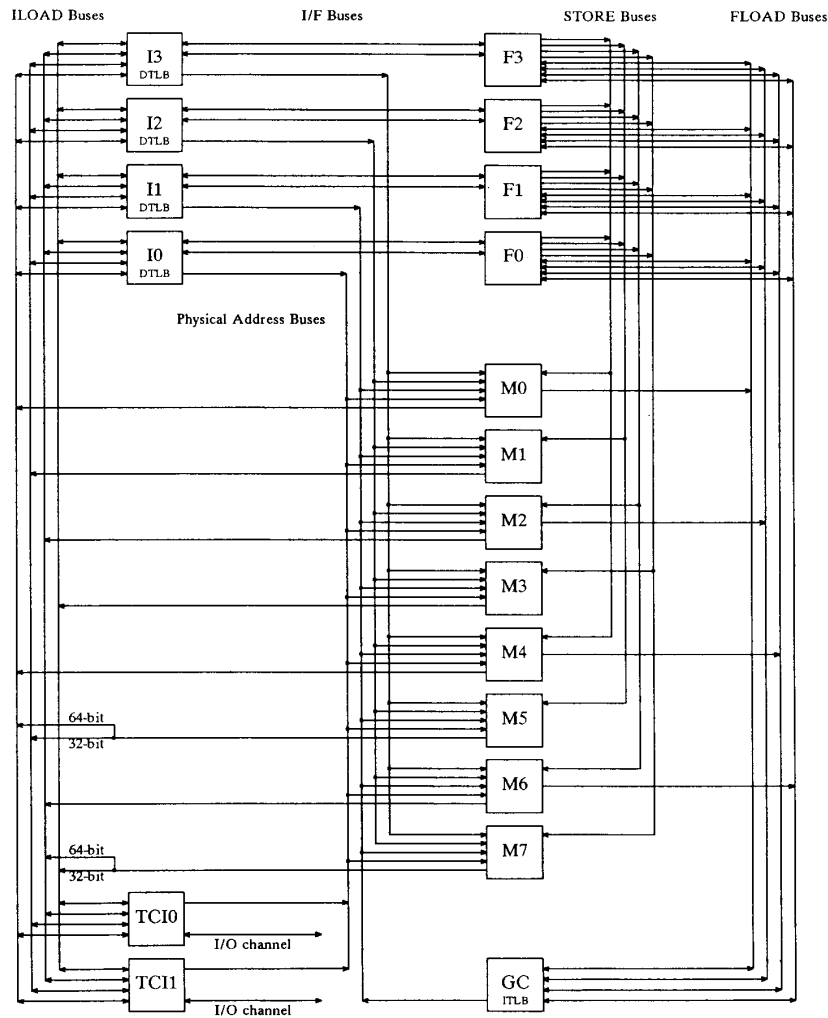 ILOAD Buses I/F Buses STORE Buses FLOAD Buses
I3 F3
DTLB
I2 F2
DTLB
I1 F1
DTLB
I0 F0
DTLB
Physical Address Buses
M0
M1
M2
M3
M4
64-bit M5
32-bit
M6
64-bit M7
32-bit
TCI0
I/O channel
TCI1 GC
I/O channel ITLB